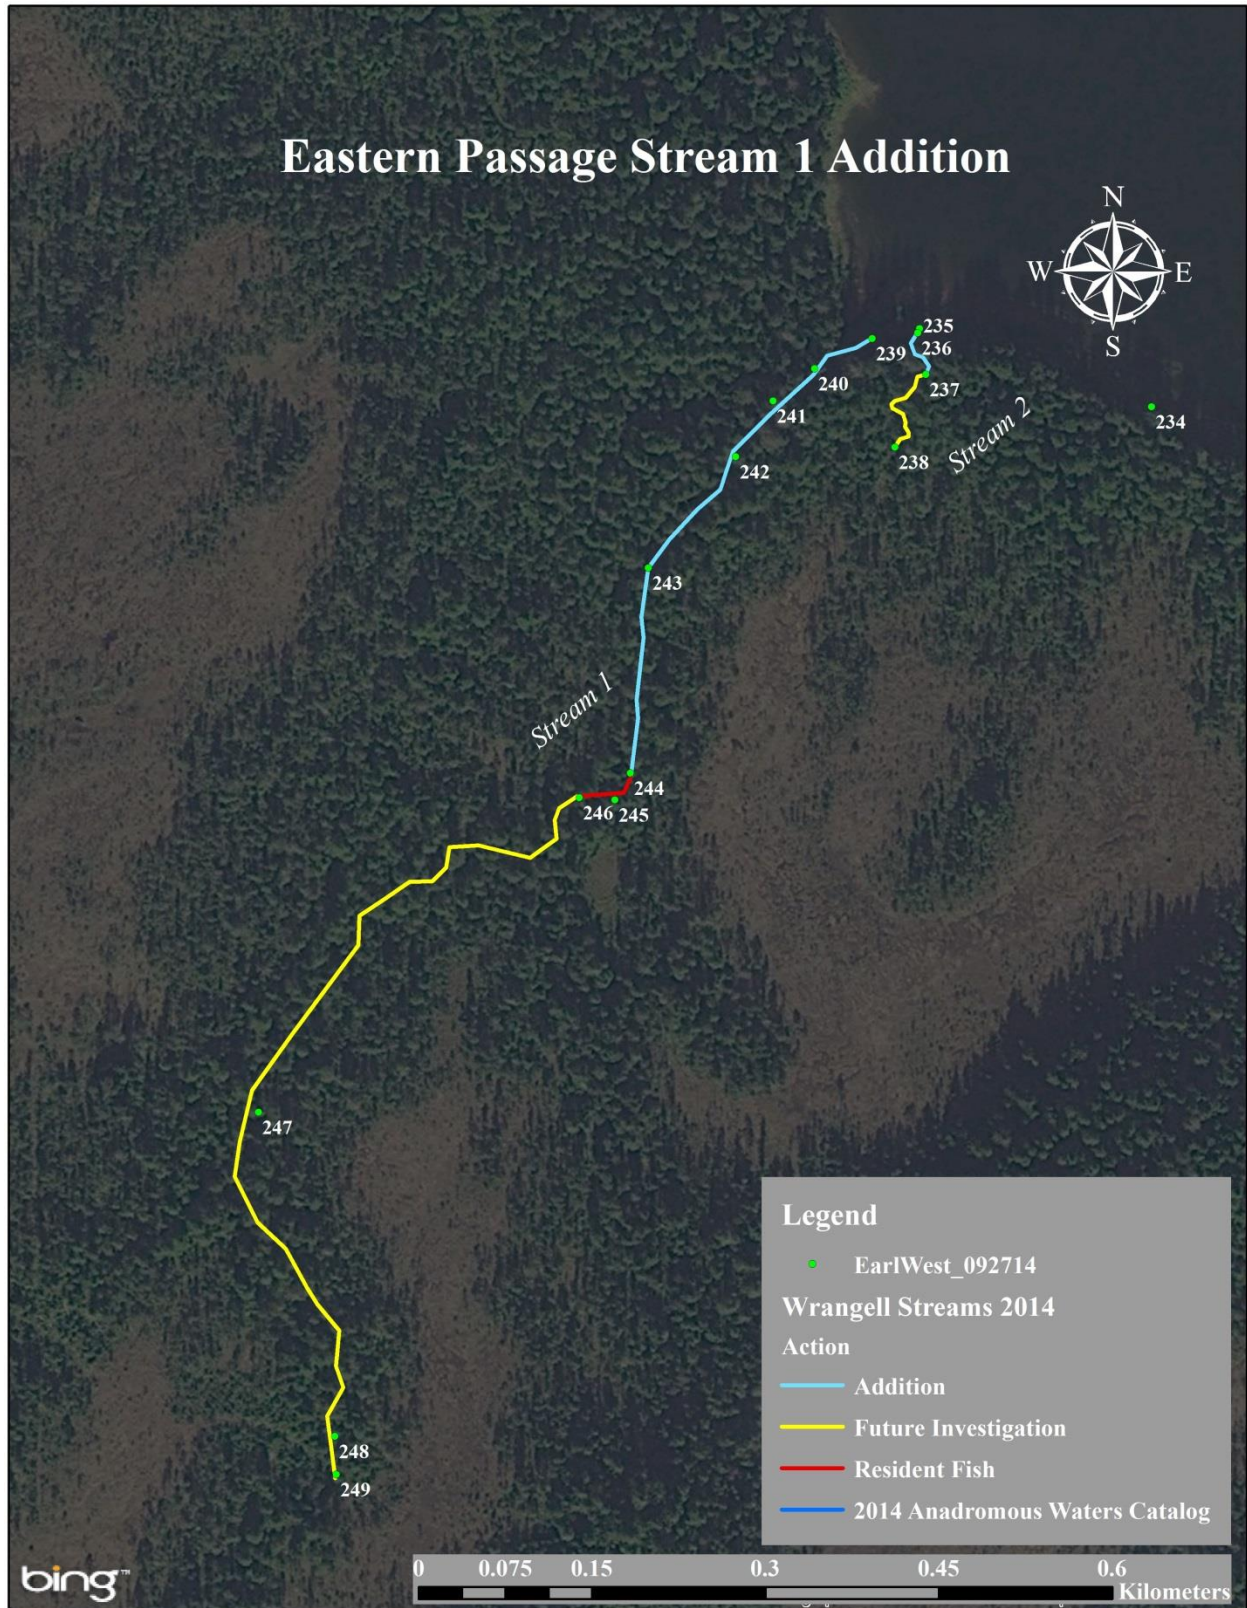 Eastern Passage Stream 1 Addition
N
W E
S
235
239
236
240
237
241
234
Stream 2
242
238
243
Stream 1
244
246 245
247
Legend
EarlWest_092714
Wrangell Streams 2014
Action
Addition
Future Investigation
248
Resident Fish
249
2014 Anadromous Waters Catalog
0 0.075 0.15 0.3 0.45 0.6
Kilometers
bing™